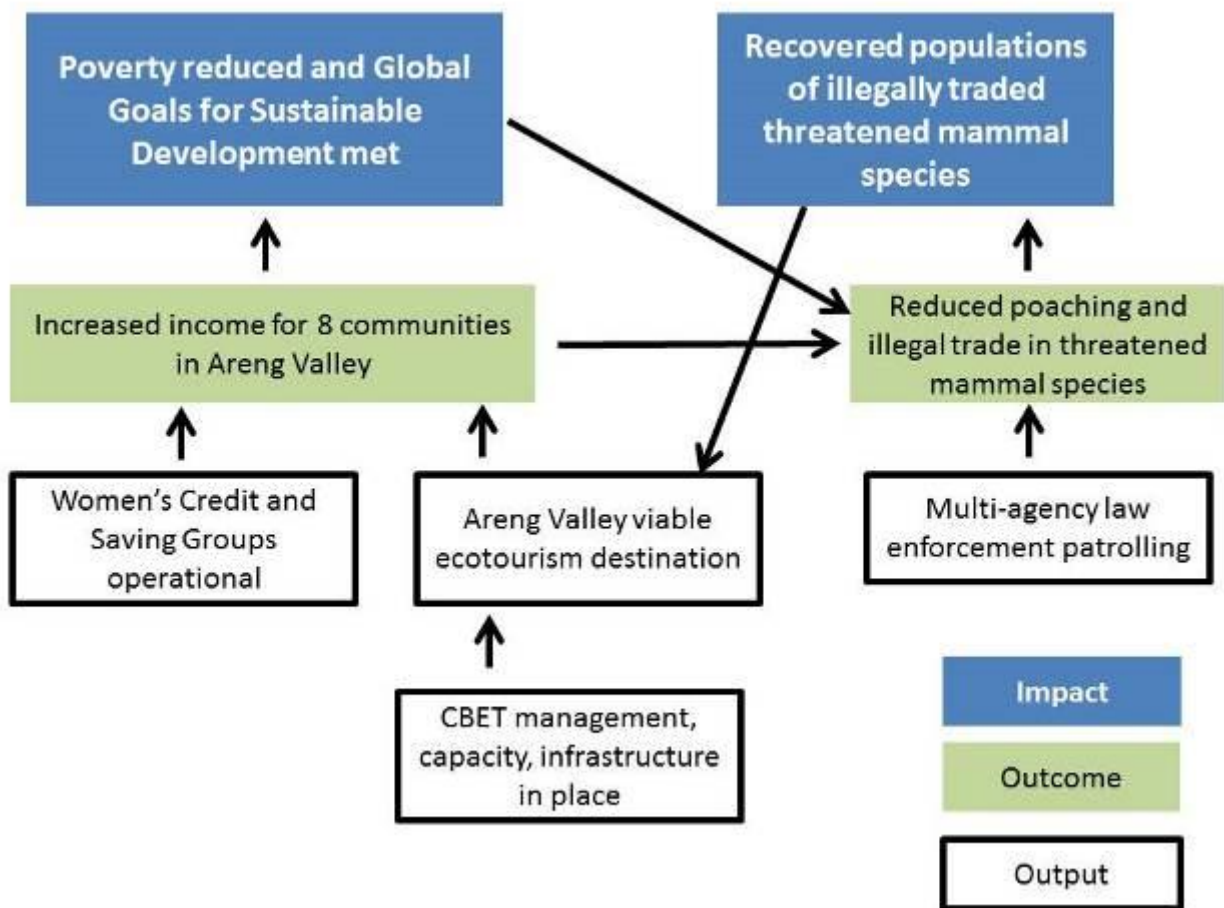 Poverty reduced and Global
Goals for Sustainable
Development met
Recovered populations
of illegally traded
threatened mammal
species
Increased income for 8 communities
in Areng Valley
Reduced poaching and
illegal trade in threatened
mammal species
Women’s Credit and
Saving Groups
operational
Areng Valley viable
ecotourism destination
Multi-agency law
enforcement patrolling
CBET management,
capacity, infrastructure
in place
Impact
Outcome
Output